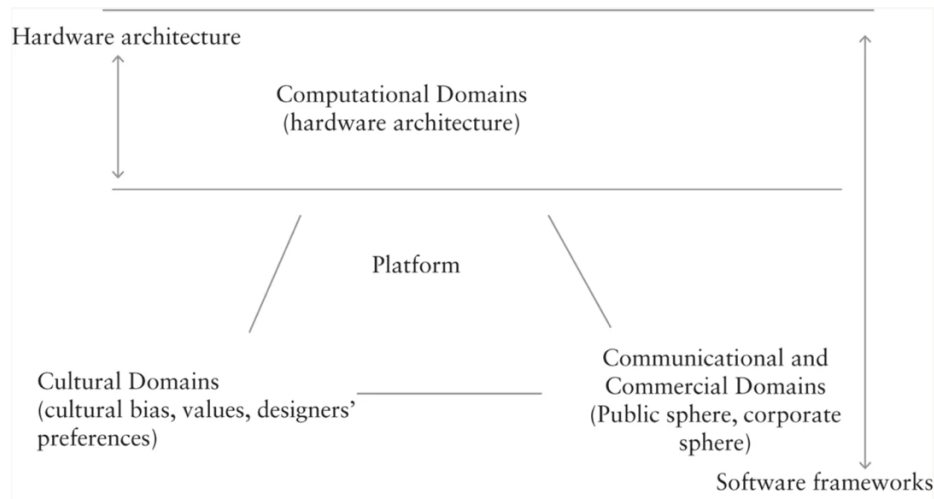 Hardware architecture
Computational Domains
(hardware architecture)
Platform
Cultural Domains
(cultural bias, values, designers’
preferences)
Communicational and
Commercial Domains
(Public sphere, corporate
sphere)
Software frameworks